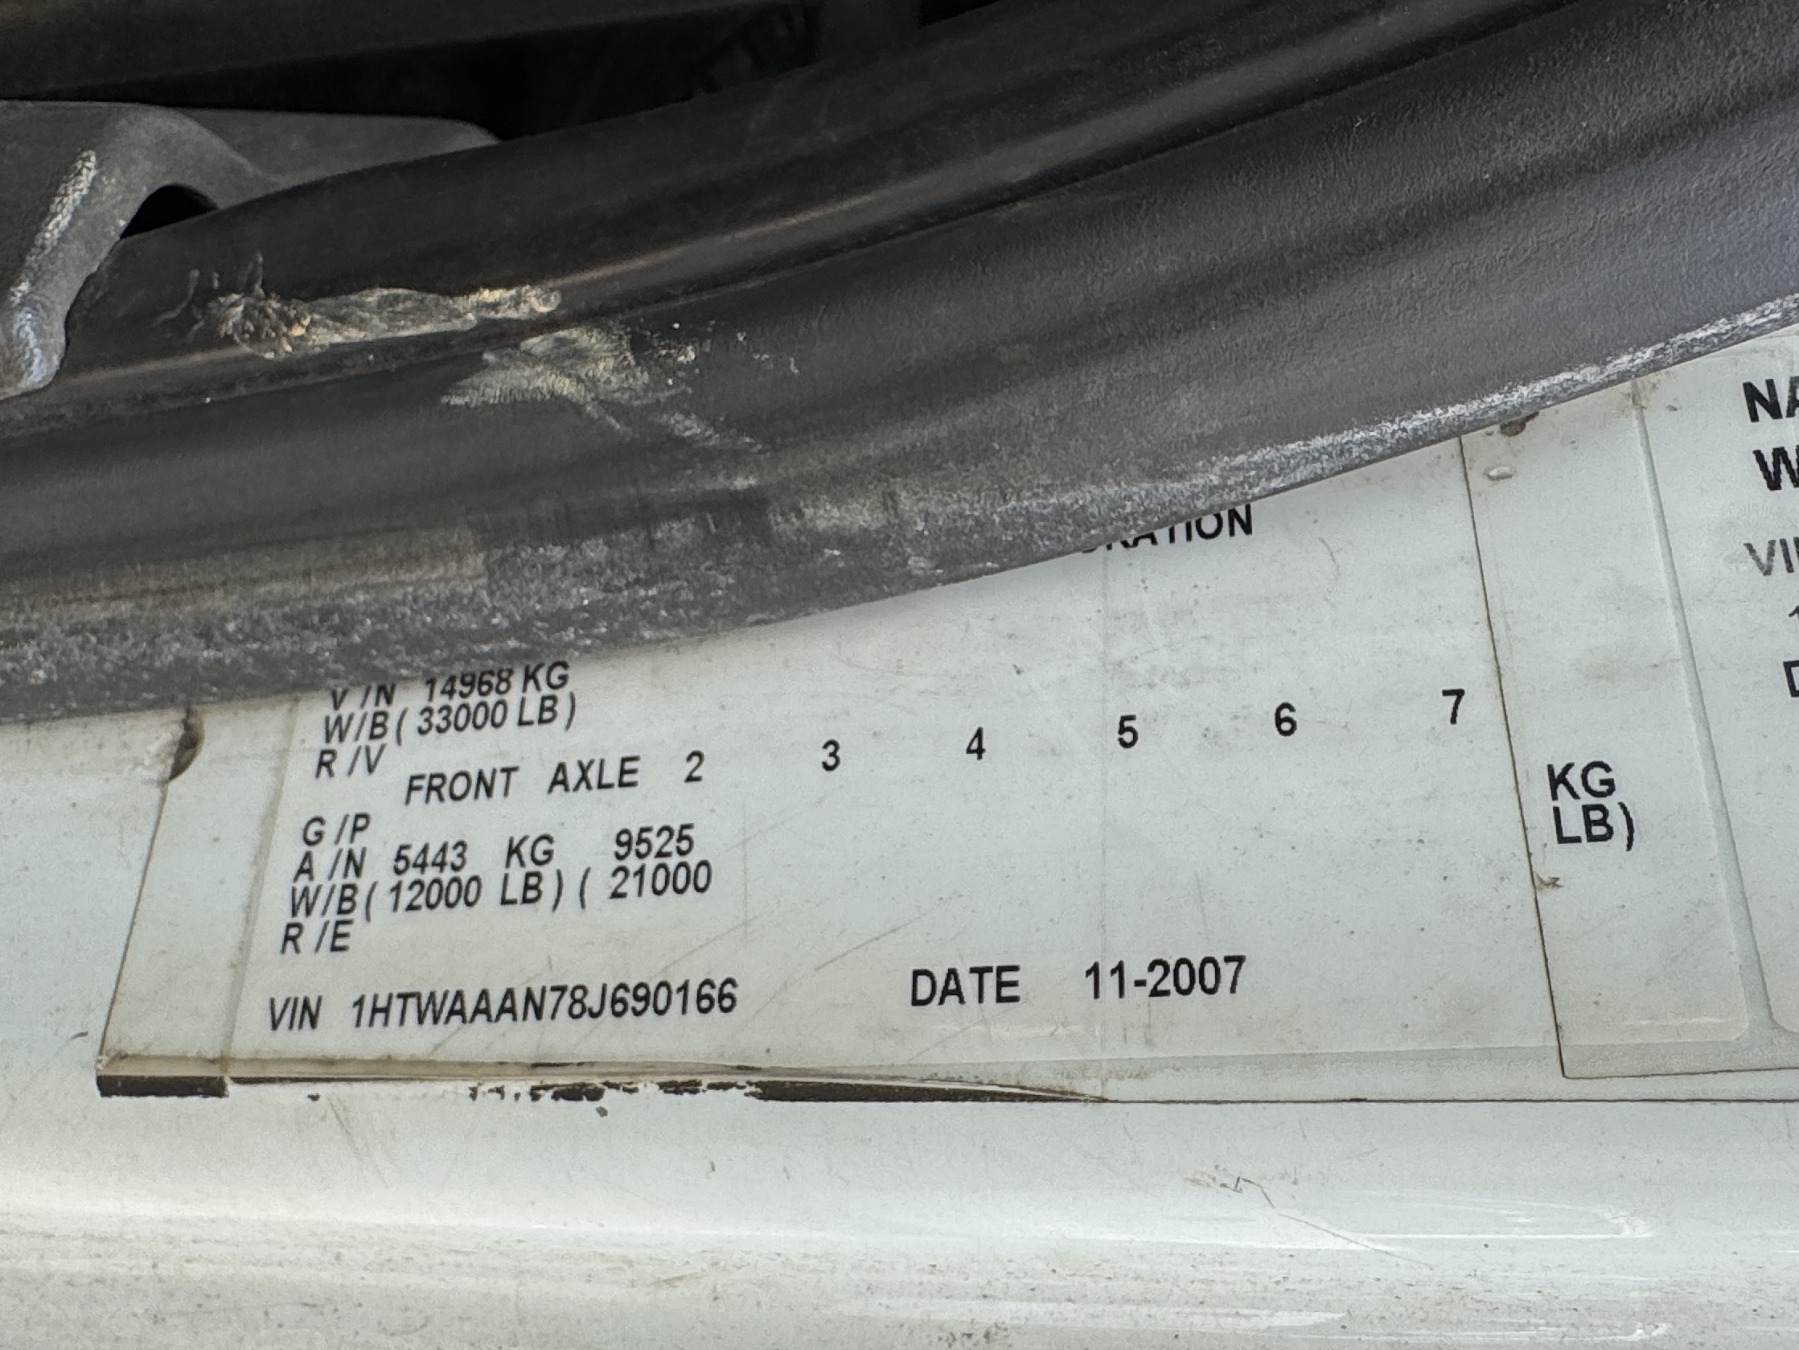 V/N 14968 KG
W/B ( 33000 LB )
R /V
FRONT AXLE 2 3 4 5 6 7
G /P
A /N 5443 KG 9525 KG
W/B ( 12000 LB ) ( 21000 LB)
R /E
VIN 1HTWAAAN78J690166 DATE 11-2007